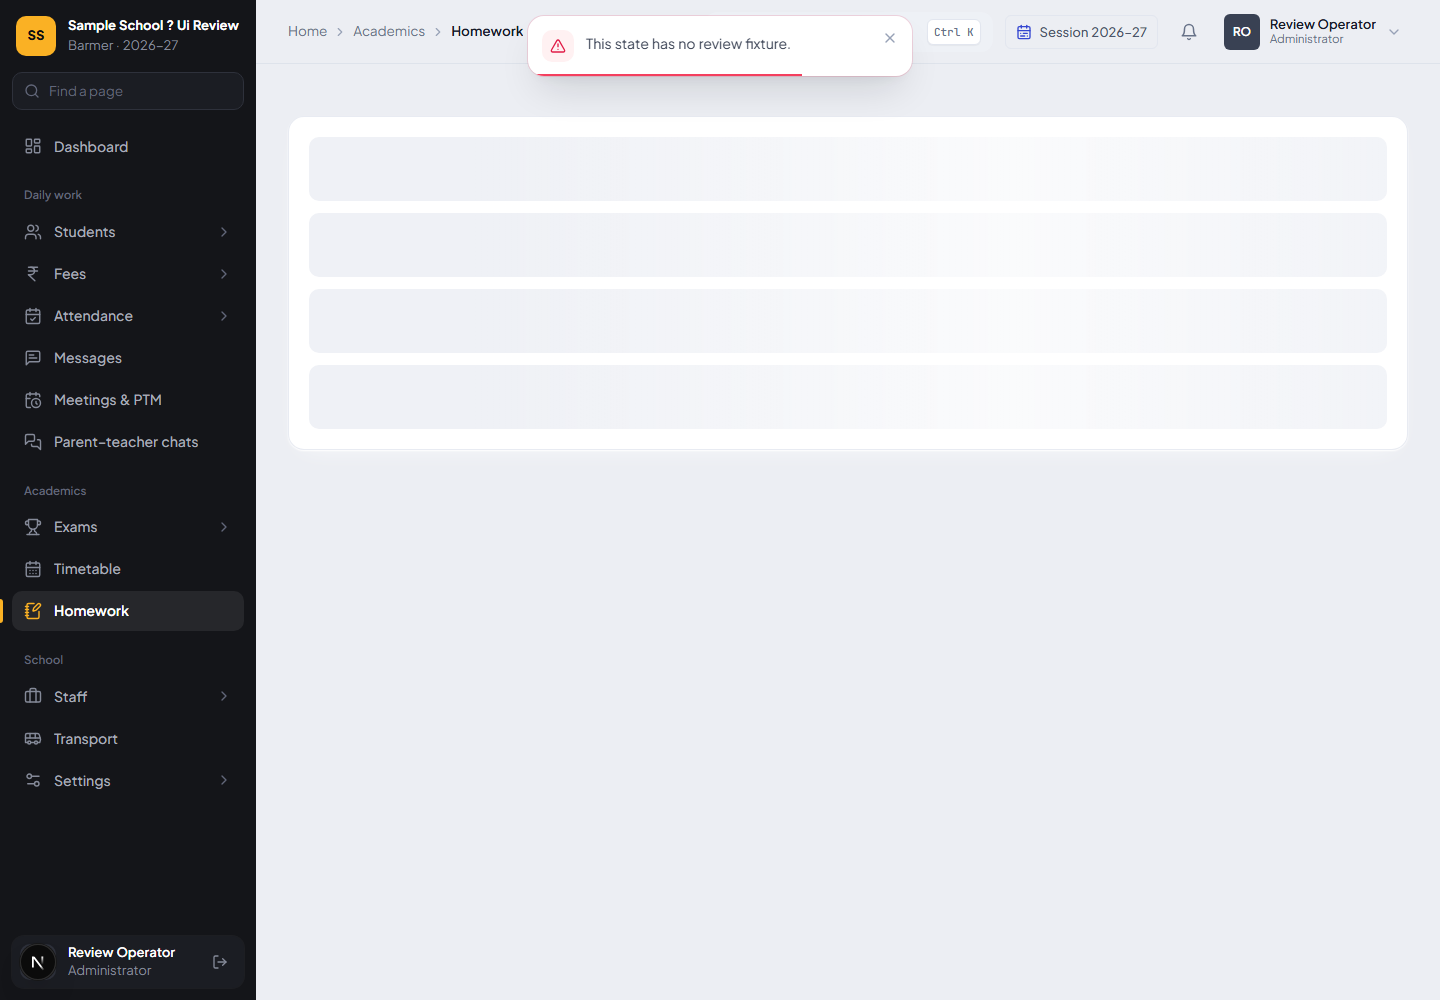 SS
Sample School ? Ui Review
Barmer · 2026–27
Find a page
Dashboard
Daily work
Students
Fees
Attendance
Messages
Meetings & PTM
Parent–teacher chats
Academics
Exams
Timetable
Homework
School
Staff
Transport
Settings
Review Operator
Administrator
Home
Academics
Homework
This state has no review fixture.
Ctrl K
Session 2026–27
RO
Review Operator
Administrator